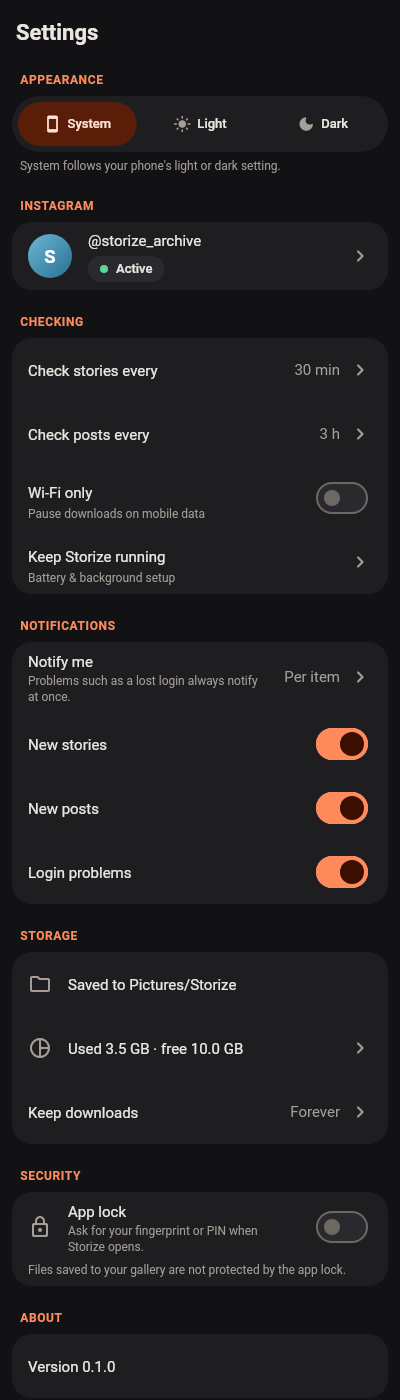 Settings
APPEARANCE
System
Light
Dark
System follows your phone's light or dark setting.
INSTAGRAM
S
@storize_archive
Active
CHECKING
Check stories every
30 min
Check posts every
3 h
Wi-Fi only
Pause downloads on mobile data
Keep Storize running
Battery & background setup
NOTIFICATIONS
Notify me
Problems such as a lost login always notify
at once.
Per item
New stories
New posts
Login problems
STORAGE
Saved to Pictures/Storize
Used 3.5 GB · free 10.0 GB
Keep downloads
Forever
SECURITY
App lock
Ask for your fingerprint or PIN when
Storize opens.
Files saved to your gallery are not protected by the app lock.
ABOUT
Version 0.1.0